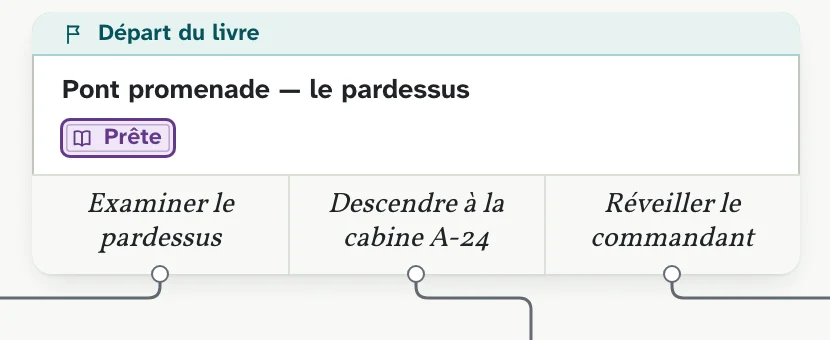 Départ du livre
Pont promenade — le pardessus
Prête
Examiner le
pardessus
Descendre à la
cabine A-24
Réveiller le
commandant